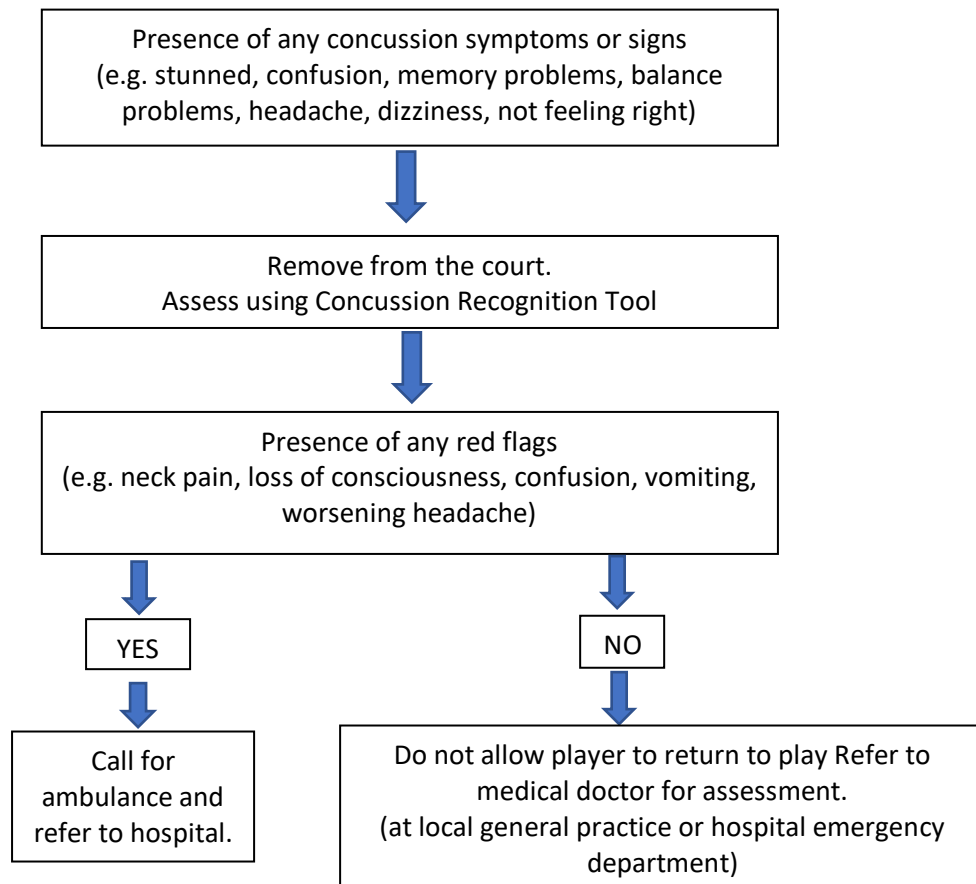 Presence of any concussion symptoms or signs
(e.g. stunned, confusion, memory problems, balance
problems, headache, dizziness, not feeling right)
Remove from the court.
Assess using Concussion Recognition Tool
Presence of any red flags
(e.g. neck pain, loss of consciousness, confusion, vomiting,
worsening headache)
YES
NO
Call for
ambulance and
refer to hospital.
Do not allow player to return to play Refer to
medical doctor for assessment.
(at local general practice or hospital emergency
department)